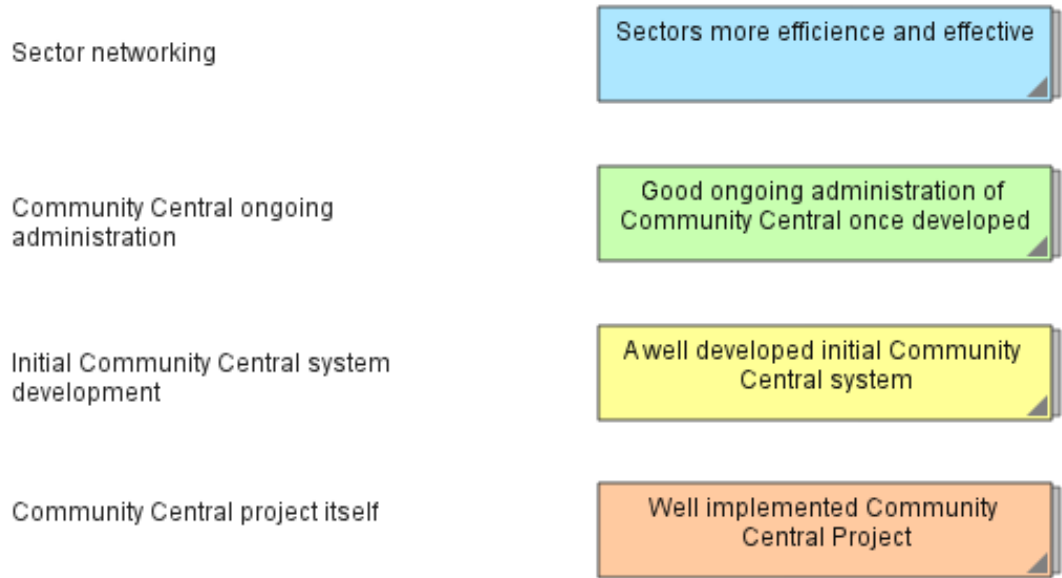 Sector networking
Sectors more efficience and effective
Community Central ongoing
administration
Good ongoing administration of
Community Central once developed
Initial Community Central system
development
A well developed initial Community
Central system
Community Central project itself
Well implemented Community
Central Project